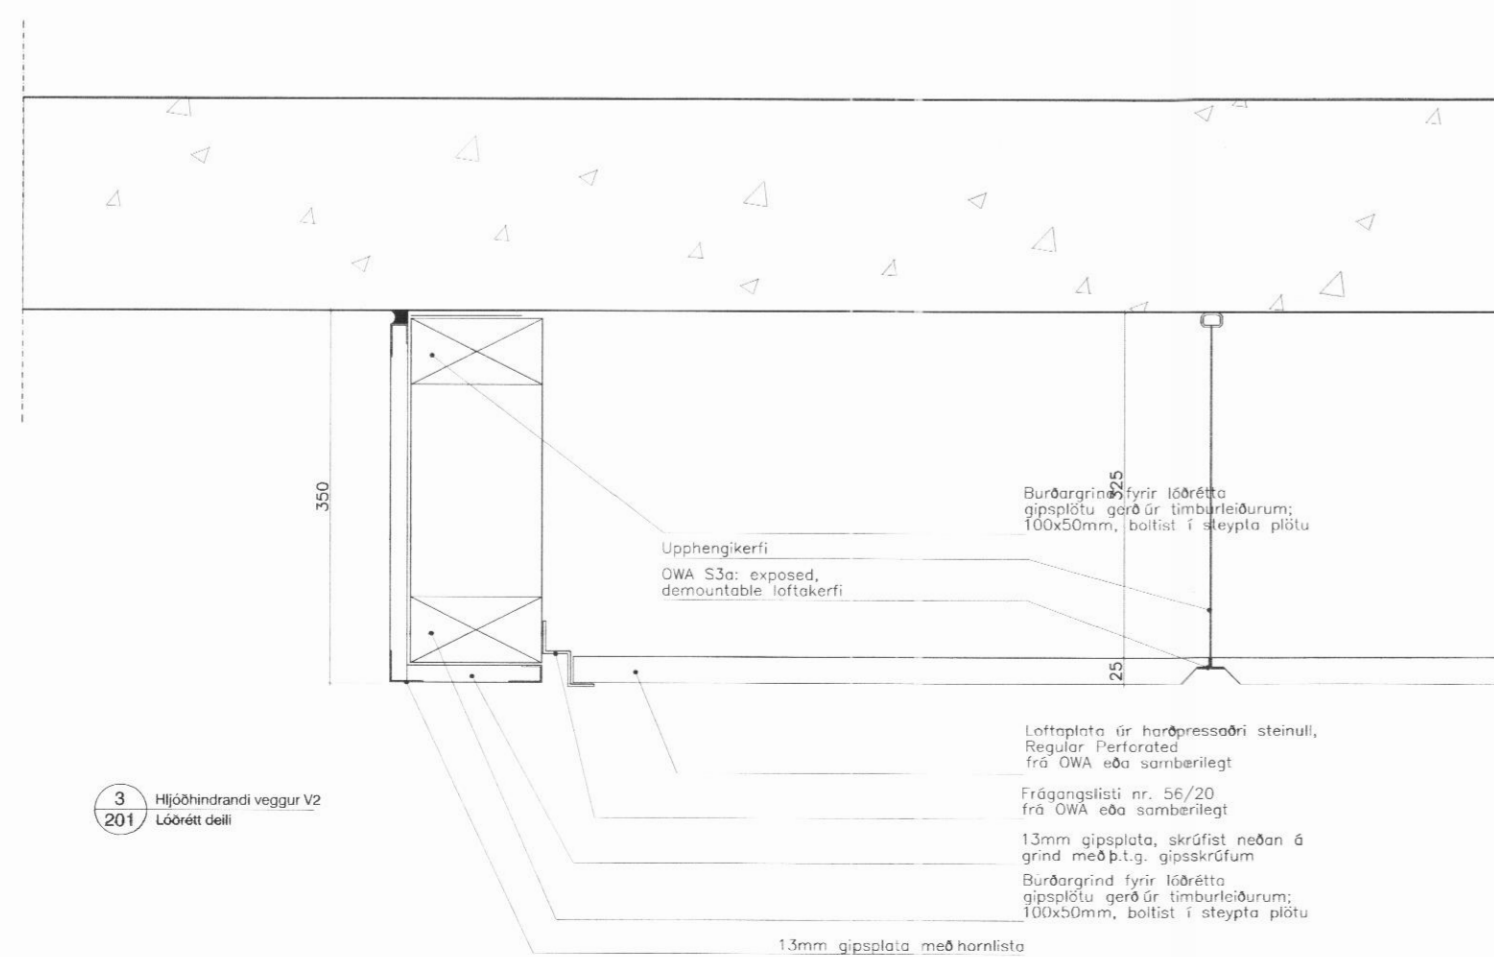 350
325
Burðargrind fyrir lóðrétta
gipsplötu gerð úr timburleiðurum;
100x50mm, boltist í steypta plötu
Upphengikerfi
OWA S3a: exposed,
demountable loftakerfi
25
Loftaplata úr harðpressaðri steinull,
Regular Perforated
frá OWA eða sambærilegt
Frágangslisti nr. 56/20
frá OWA eða sambærilegt
13mm gipsplata, skrúfist neðan á
grind með þ.t.g. gipsskrúfum
Burðargrind fyrir lóðrétta
gipsplötu gerð úr timburleiðurum;
100x50mm, boltist í steypta plötu
13mm gipsplata með hornlista
3
201
Hljóðhindrandi veggur V2
Lóðrétt deili